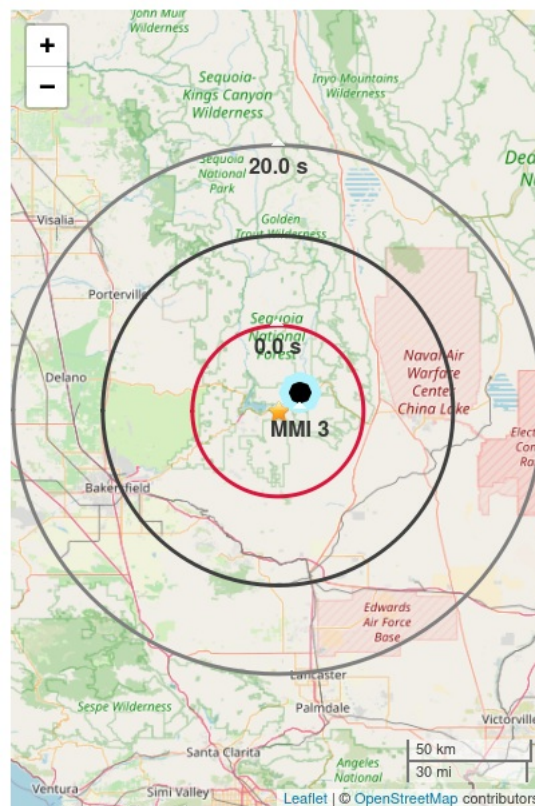 John Muir
Wilderness
+
−
Sequoia-
Kings Canyon
Wilderness
Inyo Mountains
Wilderness
Sequoia
National
Park
20.0 s
Visalia
Golden
Trout Wilderness
Porterville
Sequoia
National
Forest
0.0 s
Delano
Naval Air
Warfare
Center
China Lake
MMI 3
Bakersfield
Edwards
Air Force
Base
Lancaster
Palmdale
Sespe Wilderness
Victorville
Santa Clarita
50 km
30 mi
Angeles
National
Ventura
Simi Valley
Leaflet | © OpenStreetMap contributors